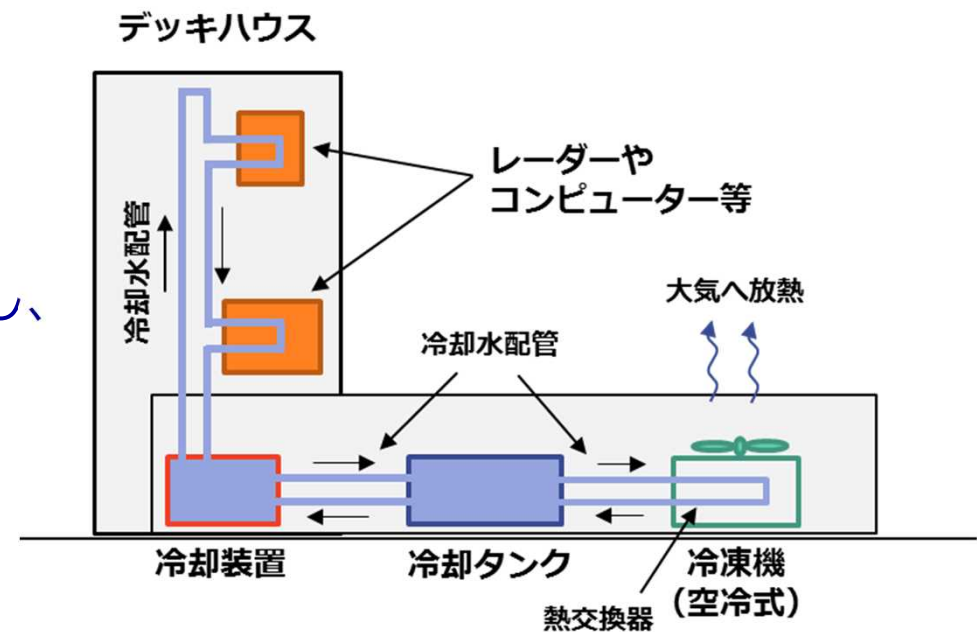 デッキハウス
レーダーや
コンピューター等
冷却水配管
し、
大気へ放熱
冷却水配管
冷却装置
冷却タンク
冷凍機
（空冷式）
熱交換器